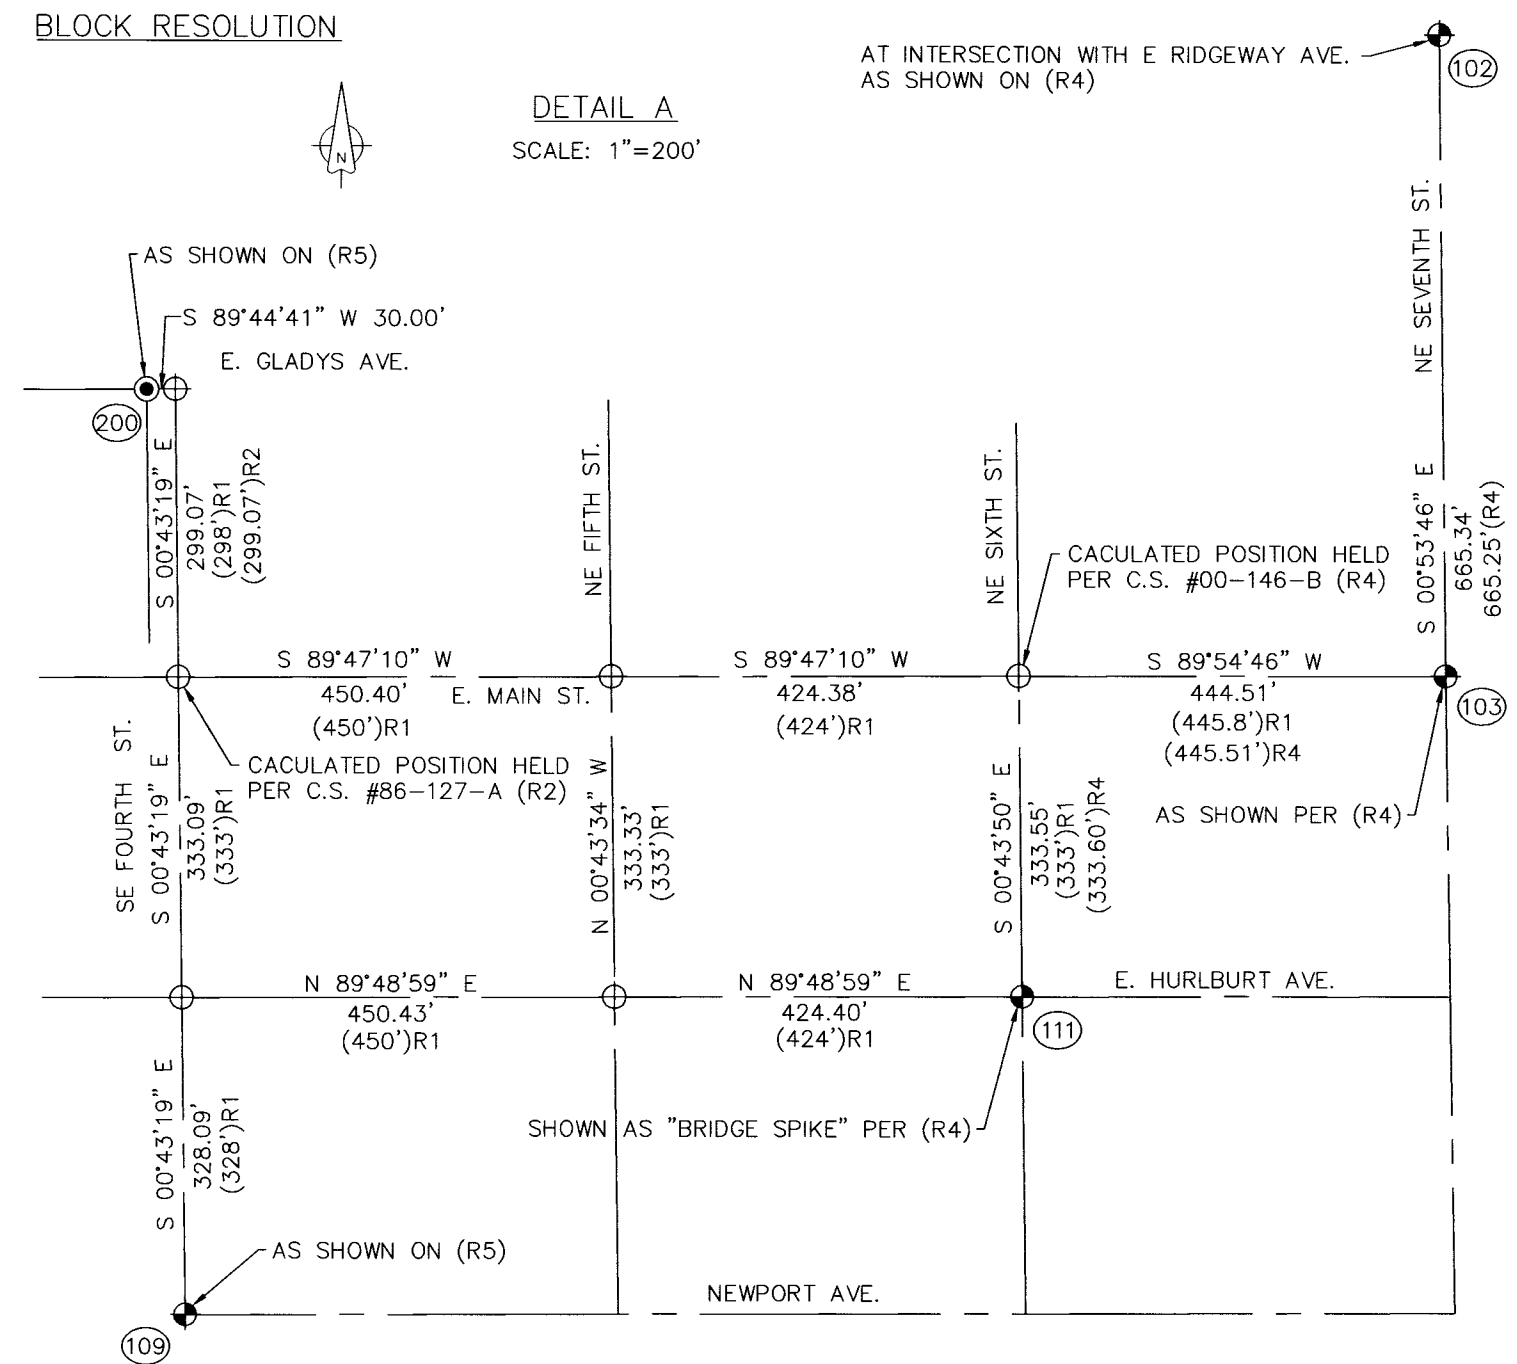 BLOCK RESOLUTION
AT INTERSECTION WITH E RIDGEWAY AVE.
AS SHOWN ON (R4)
102
DETAIL A
SCALE: 1"=200'
N
NE SEVENTH ST.
AS SHOWN ON (R5)
S 89°44'41" W 30.00'
E. GLADYS AVE.
200
S 00°43'19" E
299.07'
(298')R1
(299.07')R2
NE FIFTH ST.
NE SIXTH ST.
S 00°53'46" E
665.34'
665.25'(R4)
CACULATED POSITION HELD
PER C.S. #00-146-B (R4)
S 89°47'10" W
450.40'
(450')R1
E. MAIN ST.
S 89°47'10" W
424.38'
(424')R1
S 89°54'46" W
444.51'
(445.8')R1
(445.51')R4
103
CACULATED POSITION HELD
PER C.S. #86-127-A (R2)
AS SHOWN PER (R4)
SE FOURTH ST.
S 00°43'19" E
333.09'
(333')R1
N 00°43'34" W
333.33'
(333')R1
S 00°43'50" E
333.55'
(333')R1
(333.60')R4
N 89°48'59" E
450.43'
(450')R1
N 89°48'59" E
424.40'
(424')R1
E. HURLBURT AVE.
111
SHOWN AS "BRIDGE SPIKE" PER (R4)
S 00°43'19" E
328.09'
(328')R1
AS SHOWN ON (R5)
NEWPORT AVE.
109